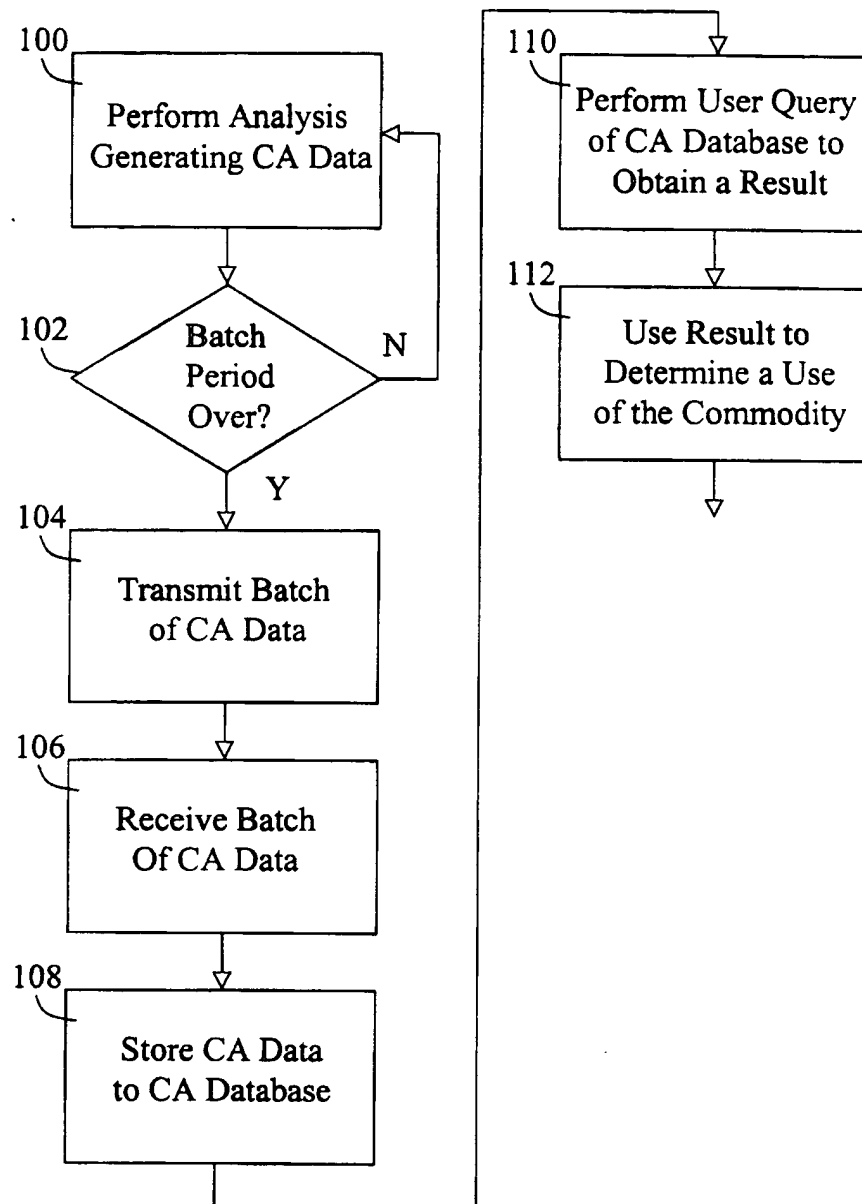 100
Perform Analysis
Generating CA Data
102
Batch
Period
Over?
N
Y
104
Transmit Batch
of CA Data
106
Receive Batch
Of CA Data
108
Store CA Data
to CA Database
110
Perform User Query
of CA Database to
Obtain a Result
112
Use Result to
Determine a Use
of the Commodity